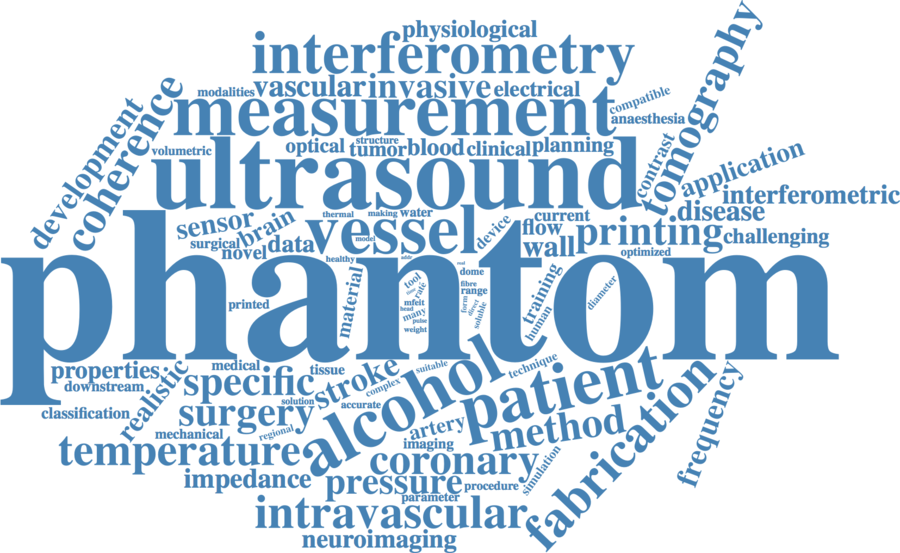 physiological
interferometry
tomography
vascular invasive
modalities
electrical
measurement
compatible
anaesthesia
development
coherence
structure
optical
tumor blood clinical planning
volumetric
contrast
application
ultrasound
interferometric
disease
sensor
brain
thermal
making
water
vessel
device
current
flow
printing
challenging
surgical
novel
data
model
wall
optimized
healthy
phantom
material
tool
rate
mfeit
head
many
pulse
weight
real
dome
fibre
range
form
direct
soluble
training
human
diameter
printed
properties
downstream
medical
tissue
specific
stroke
complex
suitable
technique
realistic
classification
solution
accurate
surgery
alcohol
patient
mechanical
regional
artery
method
imaging
fabrication
frequency
temperature
coronary
simulation
impedance
pressure
procedure
parameter
intravascular
neuroimaging